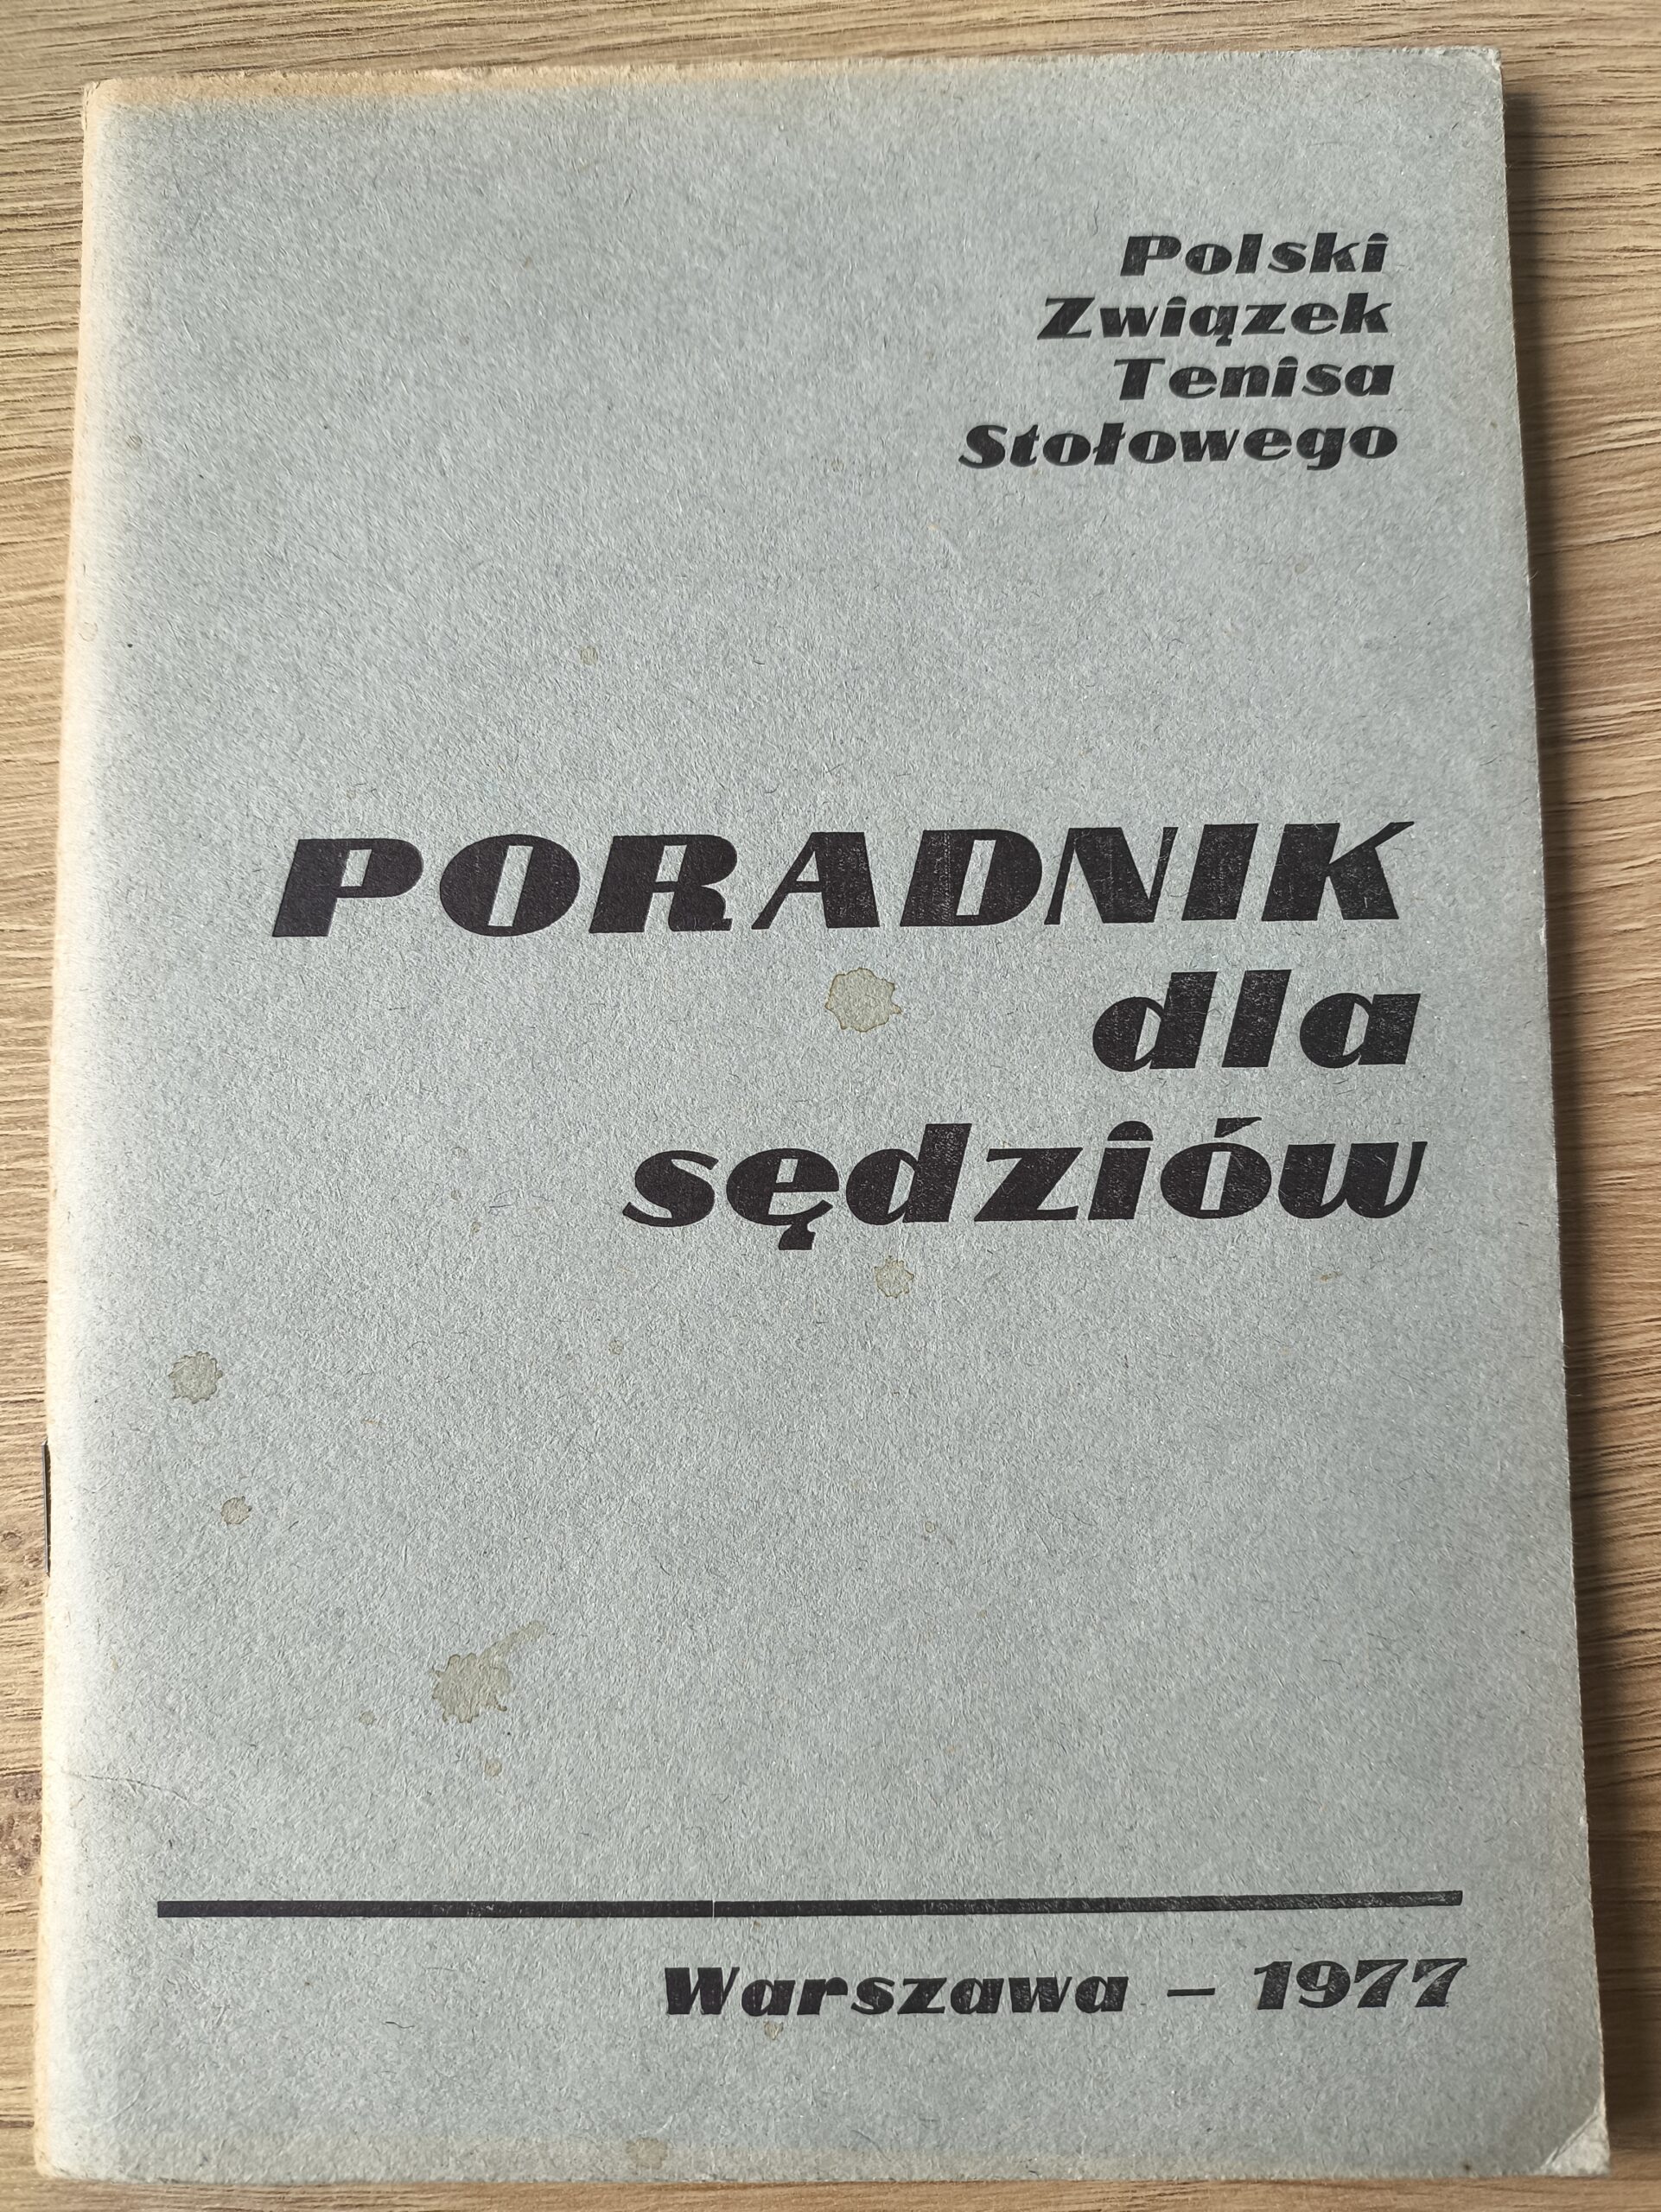 Polski
Związek
Tenisa
Stołowego
PORADNIK
dla
sędziów
Warszawa – 1977